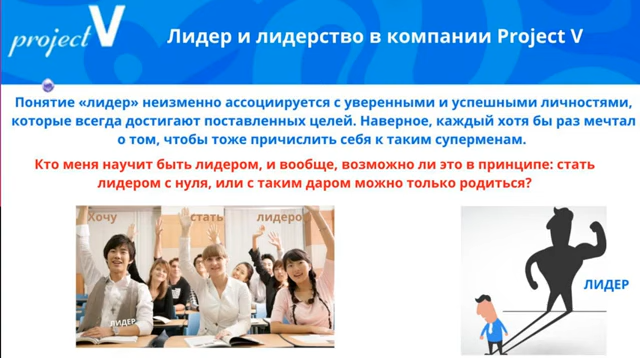 project V
Лидер и лидерство в компании Project V
Понятие «лидер» неизменно ассоциируется с уверенными и успешными личностями,
которые всегда достигают поставленных целей. Наверное, каждый хотя бы раз мечтал
о том, чтобы тоже причислить себя к таким суперменам.
Кто меня научит быть лидером, и вообще, возможно ли это в принципе: стать
лидером с нуля, или с таким даром можно только родиться?
Хочу стать лидером
ЛИДЕР
ЛИДЕР